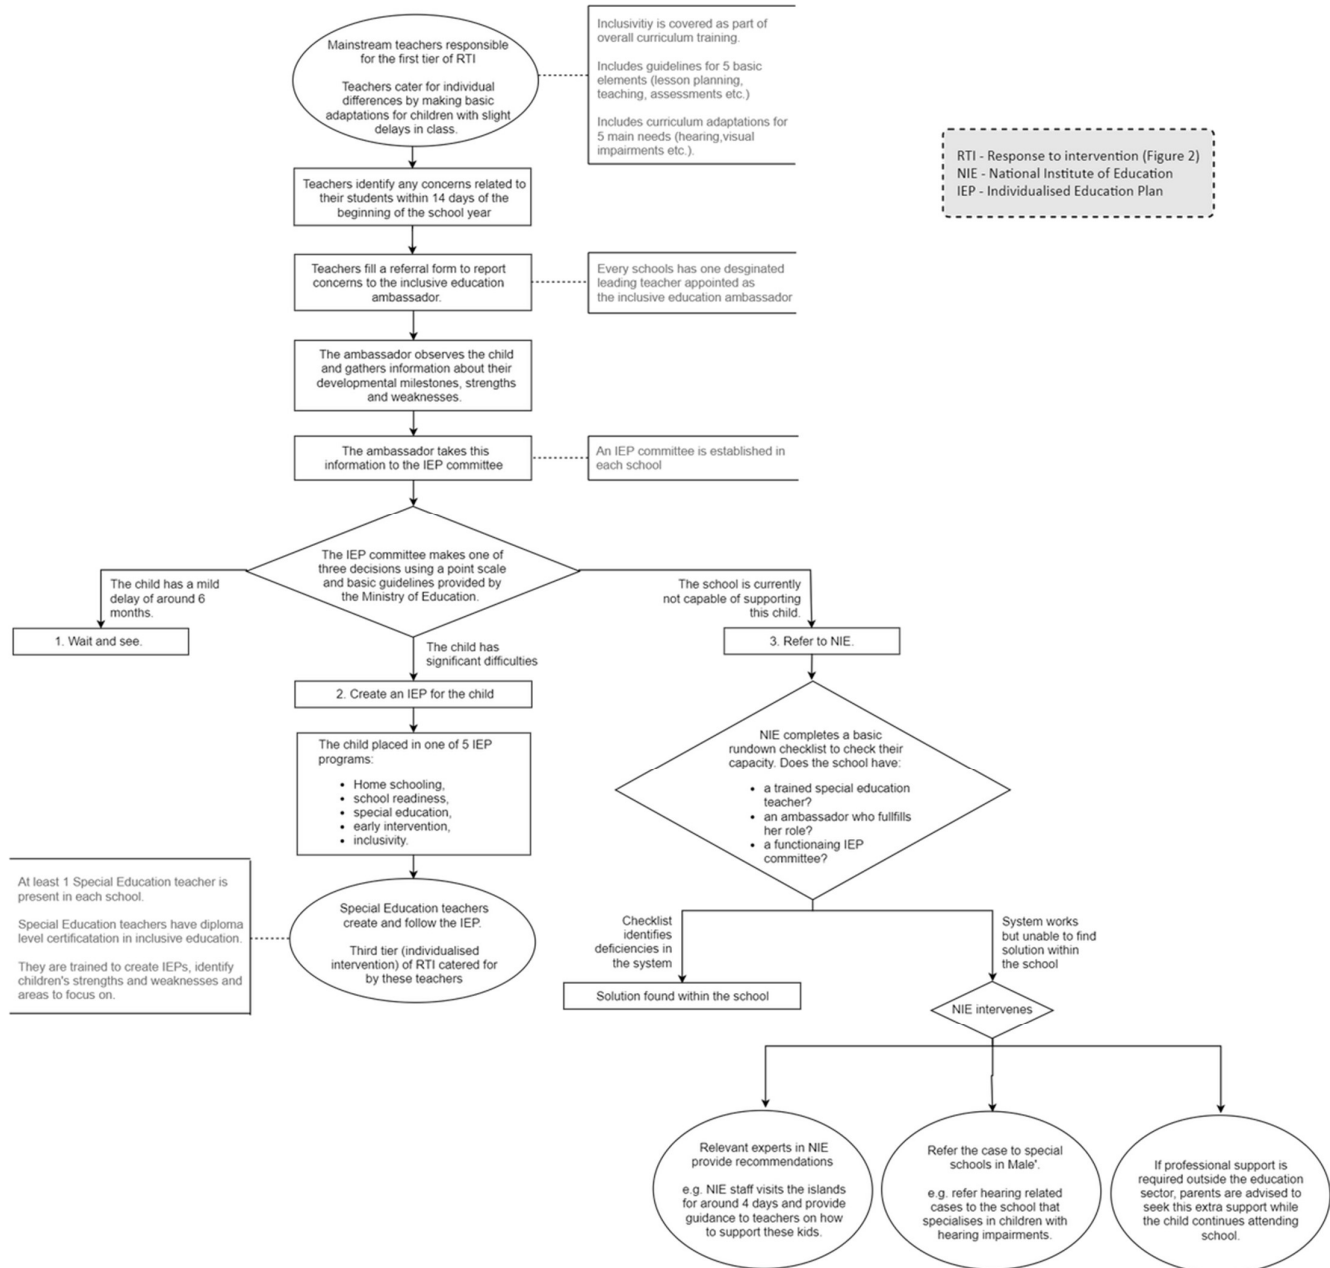 Mainstream teachers responsible
for the first tier of RTI
Teachers cater for individual
differences by making basic
adaptations for children with slight
delays in class.
Inclusivitiy is covered as part of
overall curriculum training.
Includes guidelines for 5 basic
elements (lesson planning,
teaching, assessments etc.)
Includes curriculum adaptations for
5 main needs (hearing,visual
impairments etc.).
RTI - Response to intervention (Figure 2)
NIE - National Institute of Education
IEP - Individualised Education Plan
Teachers identify any concerns related to
their students within 14 days of the
beginning of the school year
Teachers fill a referral form to report
concerns to the inclusive education
ambassador.
Every schools has one desginated
leading teacher appointed as
the inclusive education ambassador
The ambassador observes the child
and gathers information about their
developmental milestones, strengths
and weaknesses.
The ambassador takes this
information to the IEP committee
An IEP committee is established in
each school
The IEP committee makes one of
three decisions using a point scale
and basic guidelines provided by
the Ministry of Education.
The child has a mild
delay of around 6
months.
1. Wait and see.
The child has
significant difficulties
2. Create an IEP for the child
The child placed in one of 5 IEP
programs:
• Home schooling,
• school readiness,
• special education,
• early intervention,
• inclusivity.
At least 1 Special Education teacher is
present in each school.
Special Education teachers have diploma
level certificatation in inclusive education.
They are trained to create IEPs, identify
children's strengths and weaknesses and
areas to focus on.
Special Education teachers
create and follow the IEP.
Third tier (individualised
intervention) of RTI catered for
by these teachers
The school is currently
not capable of supporting
this child.
3. Refer to NIE.
NIE completes a basic
rundown checklist to check their
capacity. Does the school have:
• a trained special education
teacher?
• an ambassador who fullfills
her role?
• a functionaing IEP
committee?
Checklist
identifies
deficiencies in
the system
Solution found within the school
System works
but unable to find
solution within
the school
NIE intervenes
Relevant experts in NIE
provide recommendations
e.g. NIE staff visits the islands
for around 4 days and provide
guidance to teachers on how
to support these kids.
Refer the case to special
schools in Male'.
e.g. refer hearing related
cases to the school that
specialises in children with
hearing impairments.
If professional support is
required outside the education
sector, parents are advised to
seek this extra support while
the child continues attending
school.